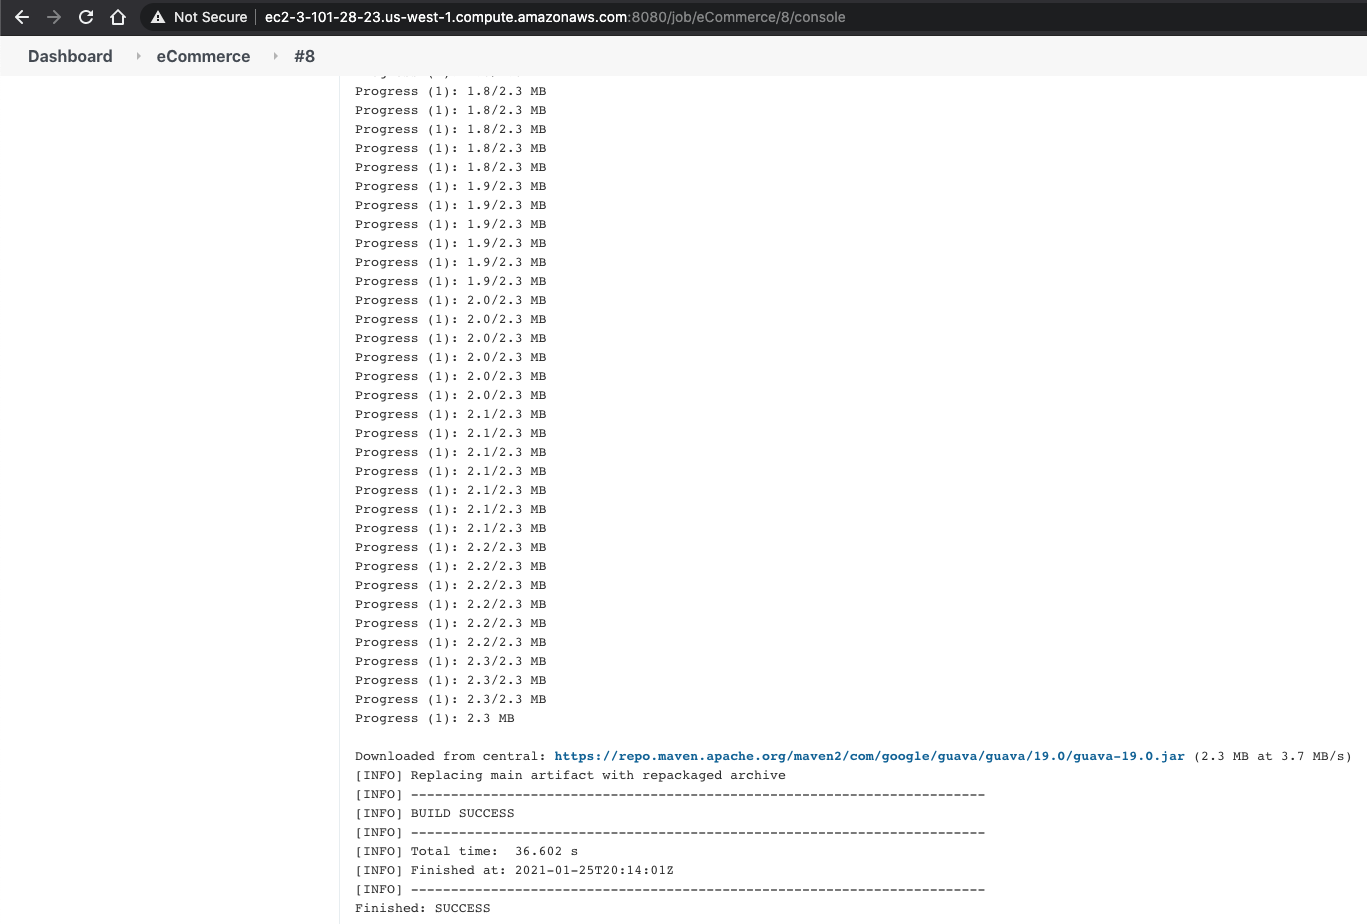 Not Secure | ec2-3-101-28-23.us-west-1.compute.amazonaws.com:8080/job/eCommerce/8/console
Dashboard eCommerce #8
Progress (1): 1.8/2.3 MB
Progress (1): 1.8/2.3 MB
Progress (1): 1.8/2.3 MB
Progress (1): 1.8/2.3 MB
Progress (1): 1.8/2.3 MB
Progress (1): 1.9/2.3 MB
Progress (1): 1.9/2.3 MB
Progress (1): 1.9/2.3 MB
Progress (1): 1.9/2.3 MB
Progress (1): 1.9/2.3 MB
Progress (1): 1.9/2.3 MB
Progress (1): 2.0/2.3 MB
Progress (1): 2.0/2.3 MB
Progress (1): 2.0/2.3 MB
Progress (1): 2.0/2.3 MB
Progress (1): 2.0/2.3 MB
Progress (1): 2.0/2.3 MB
Progress (1): 2.1/2.3 MB
Progress (1): 2.1/2.3 MB
Progress (1): 2.1/2.3 MB
Progress (1): 2.1/2.3 MB
Progress (1): 2.1/2.3 MB
Progress (1): 2.1/2.3 MB
Progress (1): 2.1/2.3 MB
Progress (1): 2.2/2.3 MB
Progress (1): 2.2/2.3 MB
Progress (1): 2.2/2.3 MB
Progress (1): 2.2/2.3 MB
Progress (1): 2.2/2.3 MB
Progress (1): 2.2/2.3 MB
Progress (1): 2.3/2.3 MB
Progress (1): 2.3/2.3 MB
Progress (1): 2.3/2.3 MB
Progress (1): 2.3 MB
Downloaded from central: https://repo.maven.apache.org/maven2/com/google/guava/guava/19.0/guava-19.0.jar (2.3 MB at 3.7 MB/s)
[INFO] Replacing main artifact with repackaged archive
[INFO] ------------------------------------------------------------------------
[INFO] BUILD SUCCESS
[INFO] ------------------------------------------------------------------------
[INFO] Total time:  36.602 s
[INFO] Finished at: 2021-01-25T20:14:01Z
[INFO] ------------------------------------------------------------------------
Finished: SUCCESS